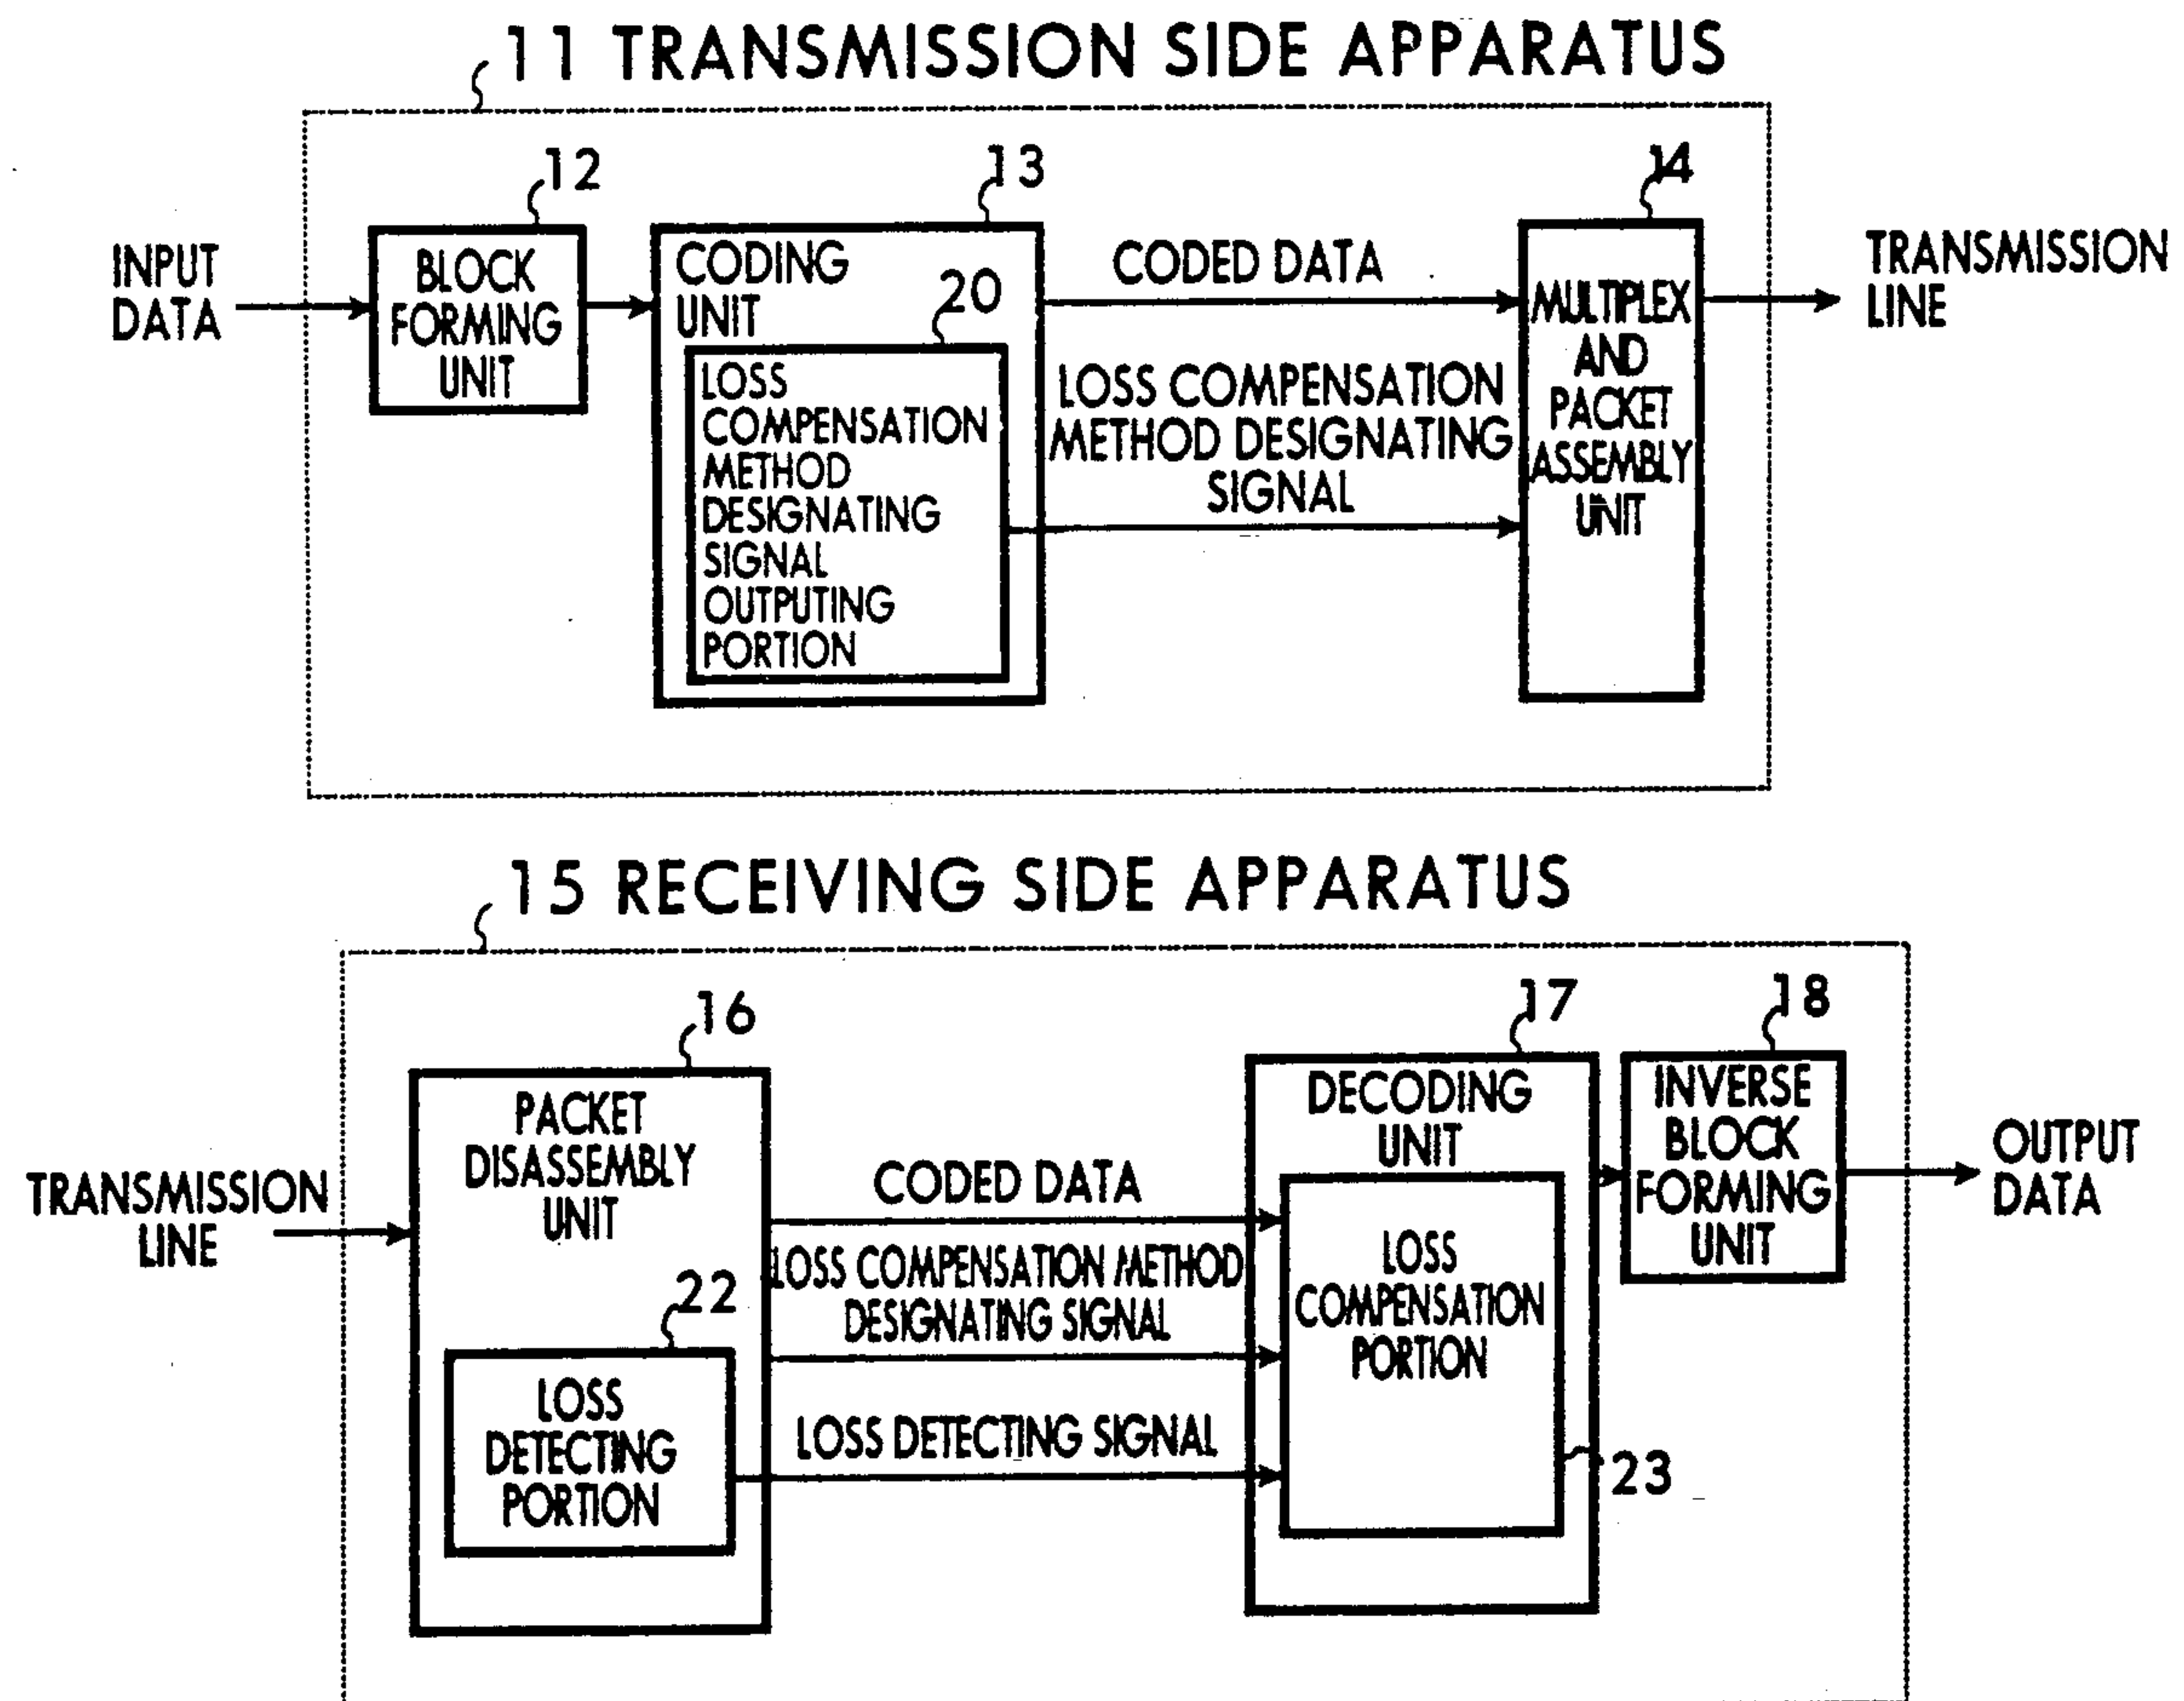 11 TRANSMISSION SIDE APPARATUS
12
13
14
INPUT
DATA
BLOCK
FORMING
UNIT
CODING
UNIT
20
LOSS
COMPENSATION
METHOD
DESIGNATING
SIGNAL
OUTPUTING
PORTION
CODED DATA
LOSS COMPENSATION
METHOD DESIGNATING
SIGNAL
MULTIPLEX
AND
PACKET
ASSEMBLY
UNIT
TRANSMISSION
LINE
15 RECEIVING SIDE APPARATUS
16
17
18
TRANSMISSION
LINE
PACKET
DISASSEMBLY
UNIT
22
LOSS
DETECTING
PORTION
CODED DATA
LOSS COMPENSATION METHOD
DESIGNATING SIGNAL
LOSS DETECTING SIGNAL
DECODING
UNIT
LOSS
COMPENSATION
PORTION
23
INVERSE
BLOCK
FORMING
UNIT
OUTPUT
DATA